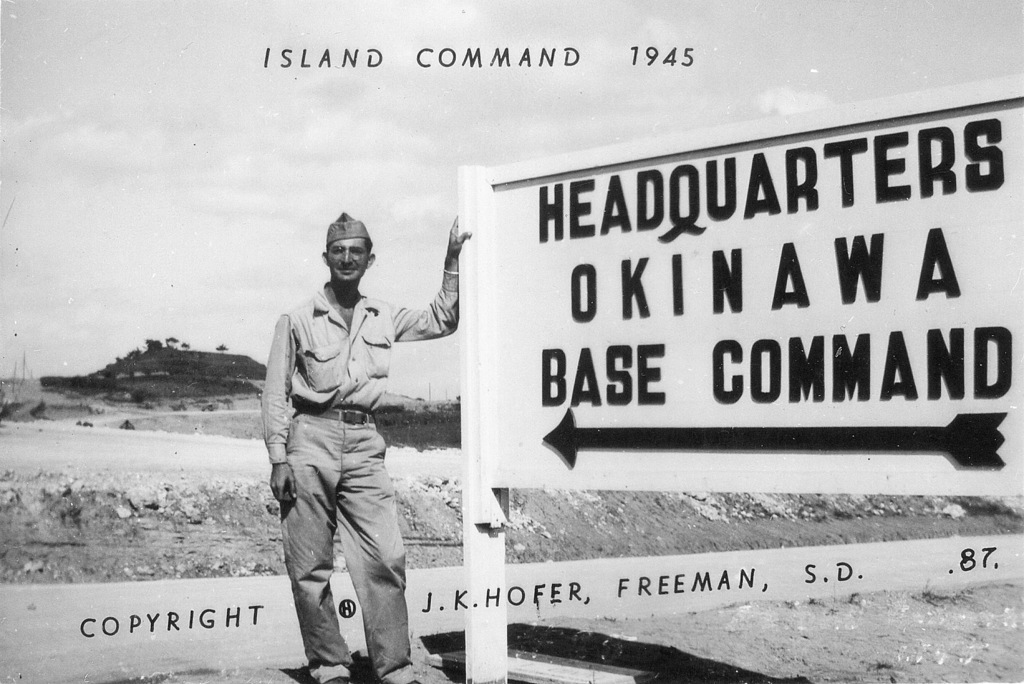 ISLAND COMMAND 1945
HEADQUARTERS
OKINAWA
BASE COMMAND
COPYRIGHT Ⓗ J.K.HOFER, FREEMAN, S.D. .87.